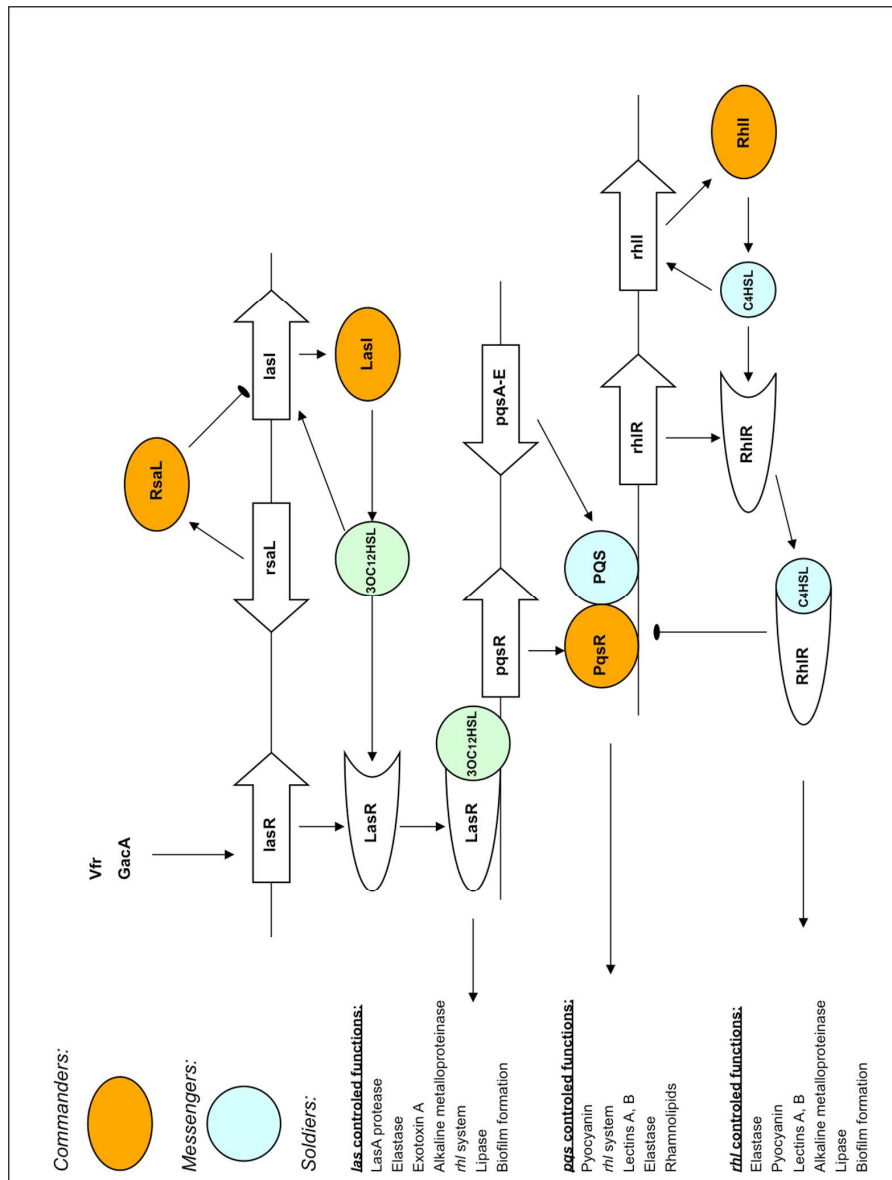 Commanders:
Messengers:
Soldiers:
las controled functions:
LasA protease
Elastase
Exotoxin A
Alkaline metalloproteinase
rhl system
Lipase
Biofilm formation
pqs controled functions:
Pyocyanin
rhl system
Lectins A, B
Elastase
Rhamnolipids
rhl controled functions:
Elastase
Pyocyanin
Lectins A, B
Alkaline metalloproteinase
Lipase
Biofilm formation
Vfr
GacA
lasR
rsaL
lasI
RsaL
LasI
3OC12HSL
LasR
LasR
3OC12HSL
pqsR
pqsA-E
PqsR
PQS
rhlR
rhlI
RhlI
C4HSL
RhlR
RhlR
C4HSL